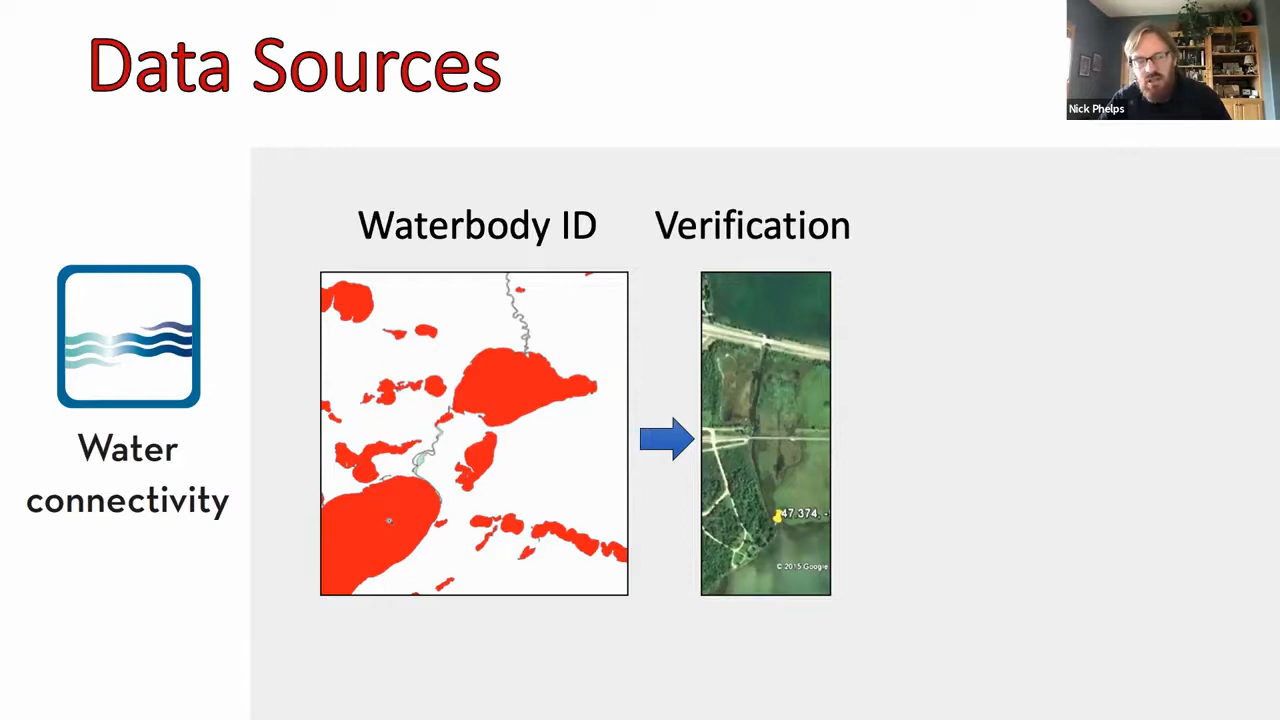 Data Sources
Nick Phelps
Waterbody ID
Verification
Water
connectivity
47.374, -
© 2015 Google